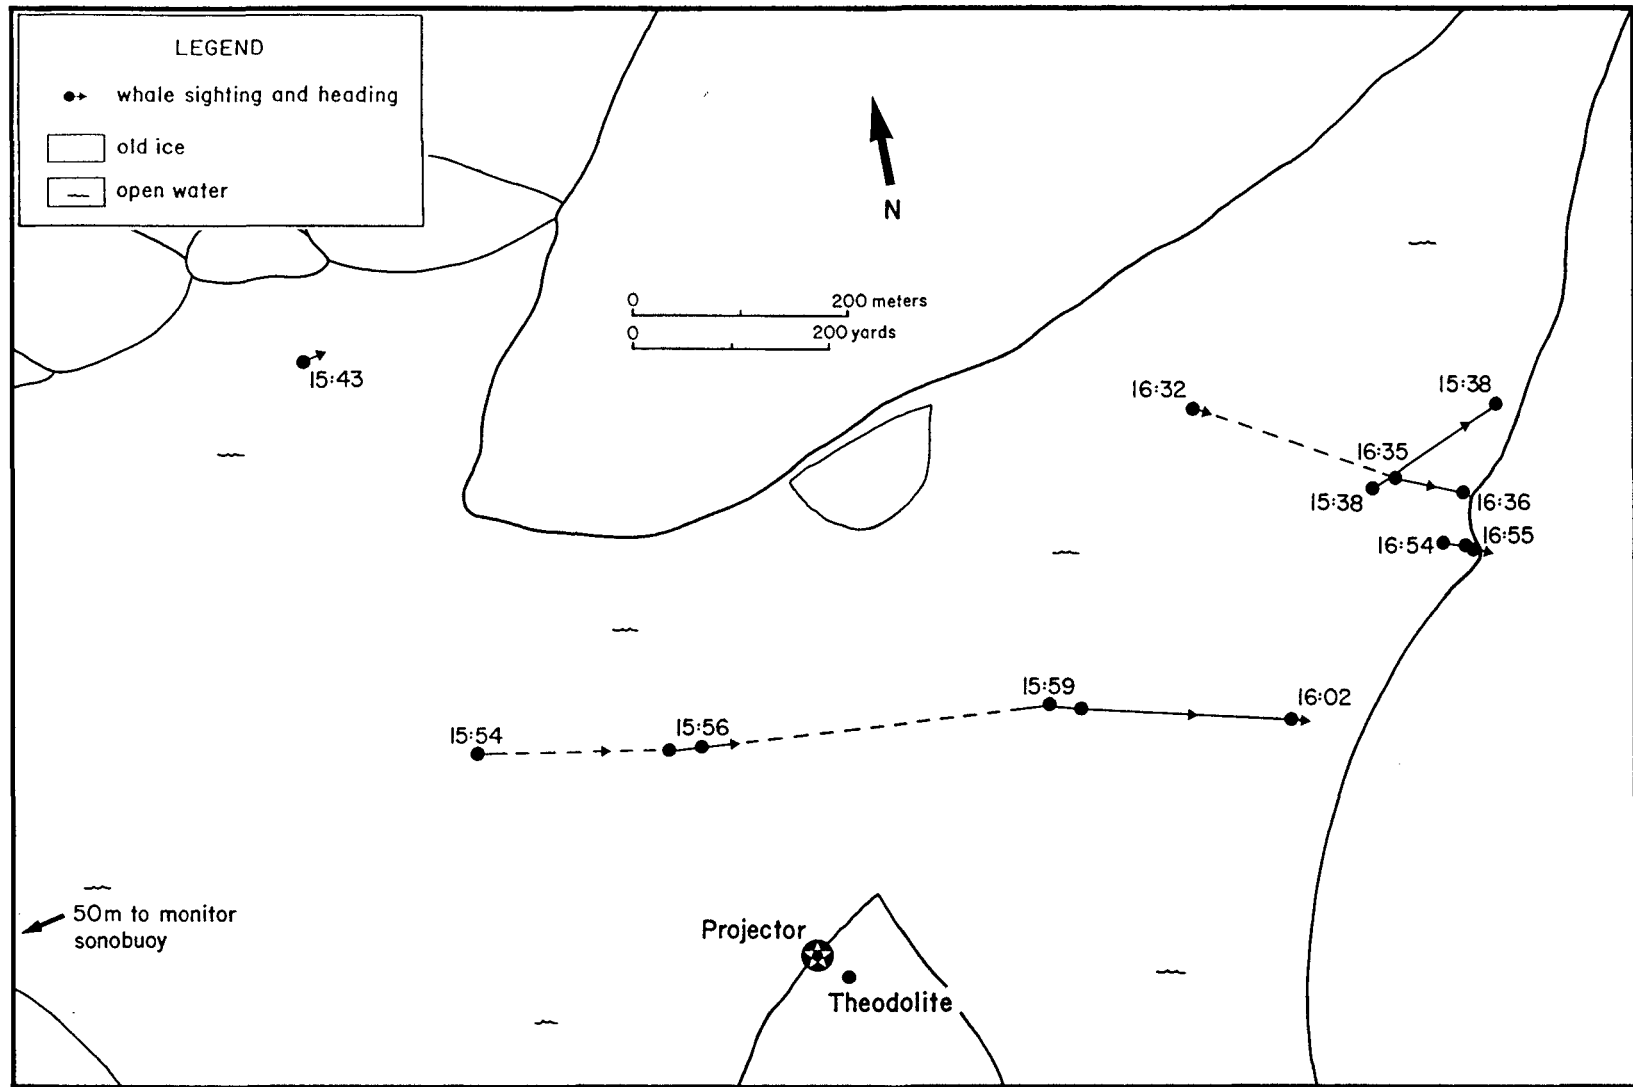 LEGEND
whale sighting and heading
old ice
open water
N
0 200 meters
0 200 yards
15:43
16:32
15:38
16:35
15:38
16:36
16:54
16:55
15:59
16:02
15:54
15:56
50m to monitor
sonobuoy
Projector
Theodolite